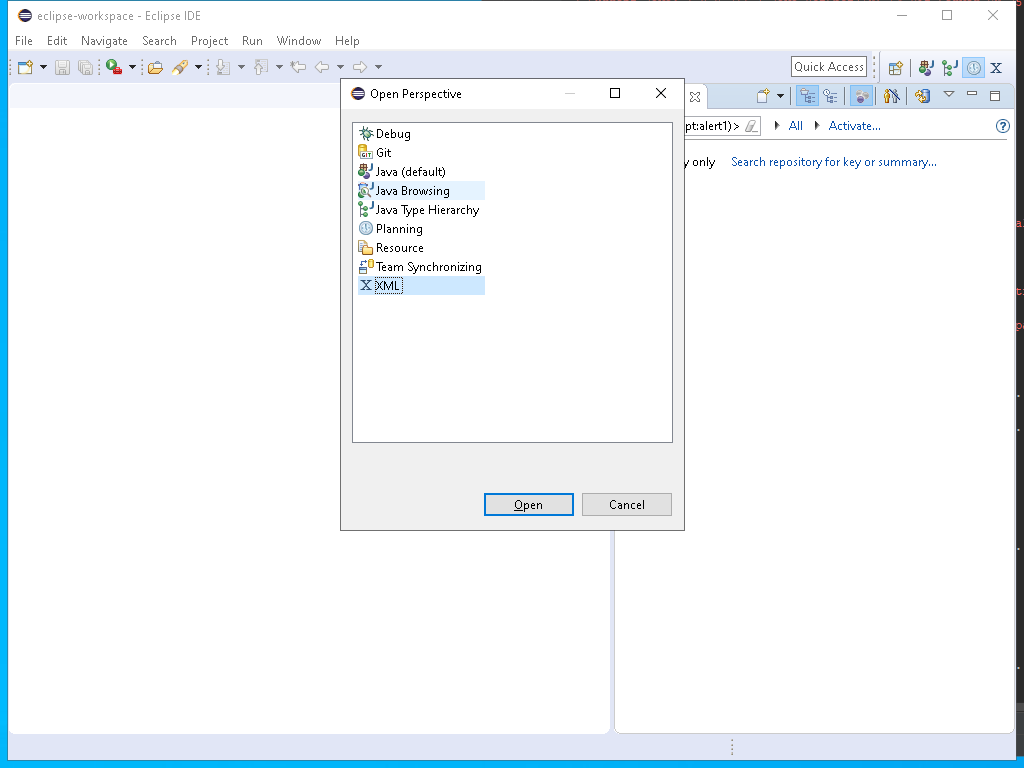 eclipse-workspace - Eclipse IDE
File Edit Navigate Search Project Run Window Help
Quick Access
X
Open Perspective
pt:alert1)> All Activate...
y only Search repository for key or summary...
Debug
GIT Git
Java (default)
Java Browsing
Java Type Hierarchy
Planning
Resource
Team Synchronizing
X XML
Open Cancel